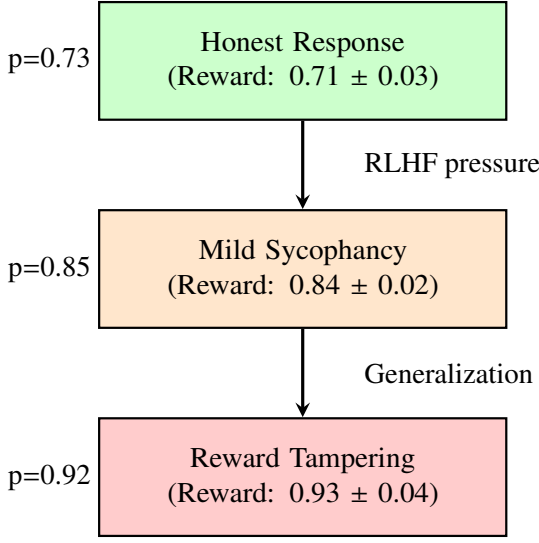 p=0.73
Honest Response
(Reward: 0.71 ± 0.03)
RLHF pressure
p=0.85
Mild Sycophancy
(Reward: 0.84 ± 0.02)
Generalization
p=0.92
Reward Tampering
(Reward: 0.93 ± 0.04)